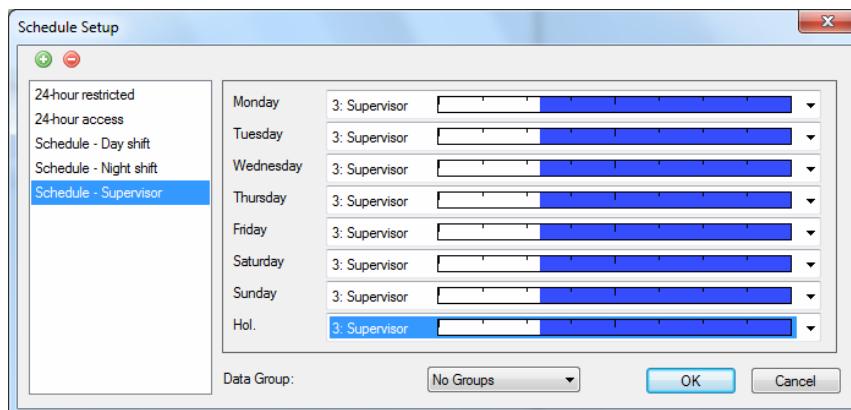 Schedule Setup
24-hour restricted
24-hour access
Schedule - Day shift
Schedule - Night shift
Schedule - Supervisor
Monday 3: Supervisor
Tuesday 3: Supervisor
Wednesday 3: Supervisor
Thursday 3: Supervisor
Friday 3: Supervisor
Saturday 3: Supervisor
Sunday 3: Supervisor
Hol. 3: Supervisor
Data Group: No Groups OK Cancel